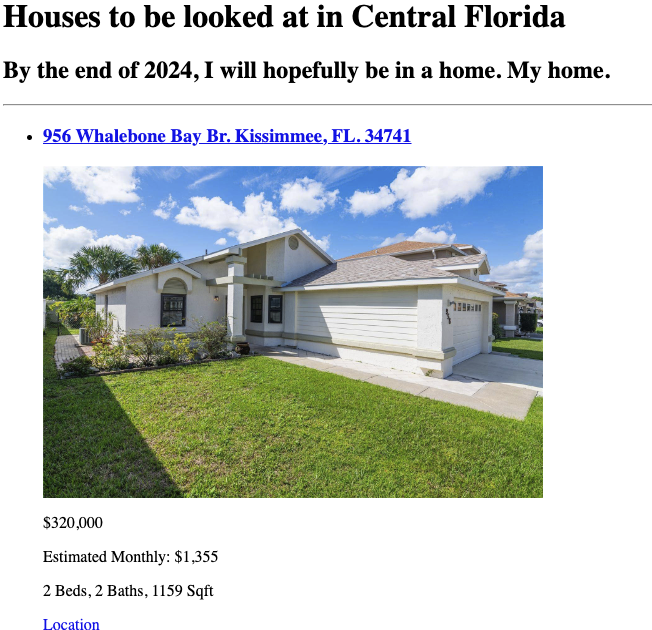 Houses to be looked at in Central Florida
By the end of 2024, I will hopefully be in a home. My home.
956 Whalebone Bay Br. Kissimmee, FL. 34741
$320,000
Estimated Monthly: $1,355
2 Beds, 2 Baths, 1159 Sqft
Location